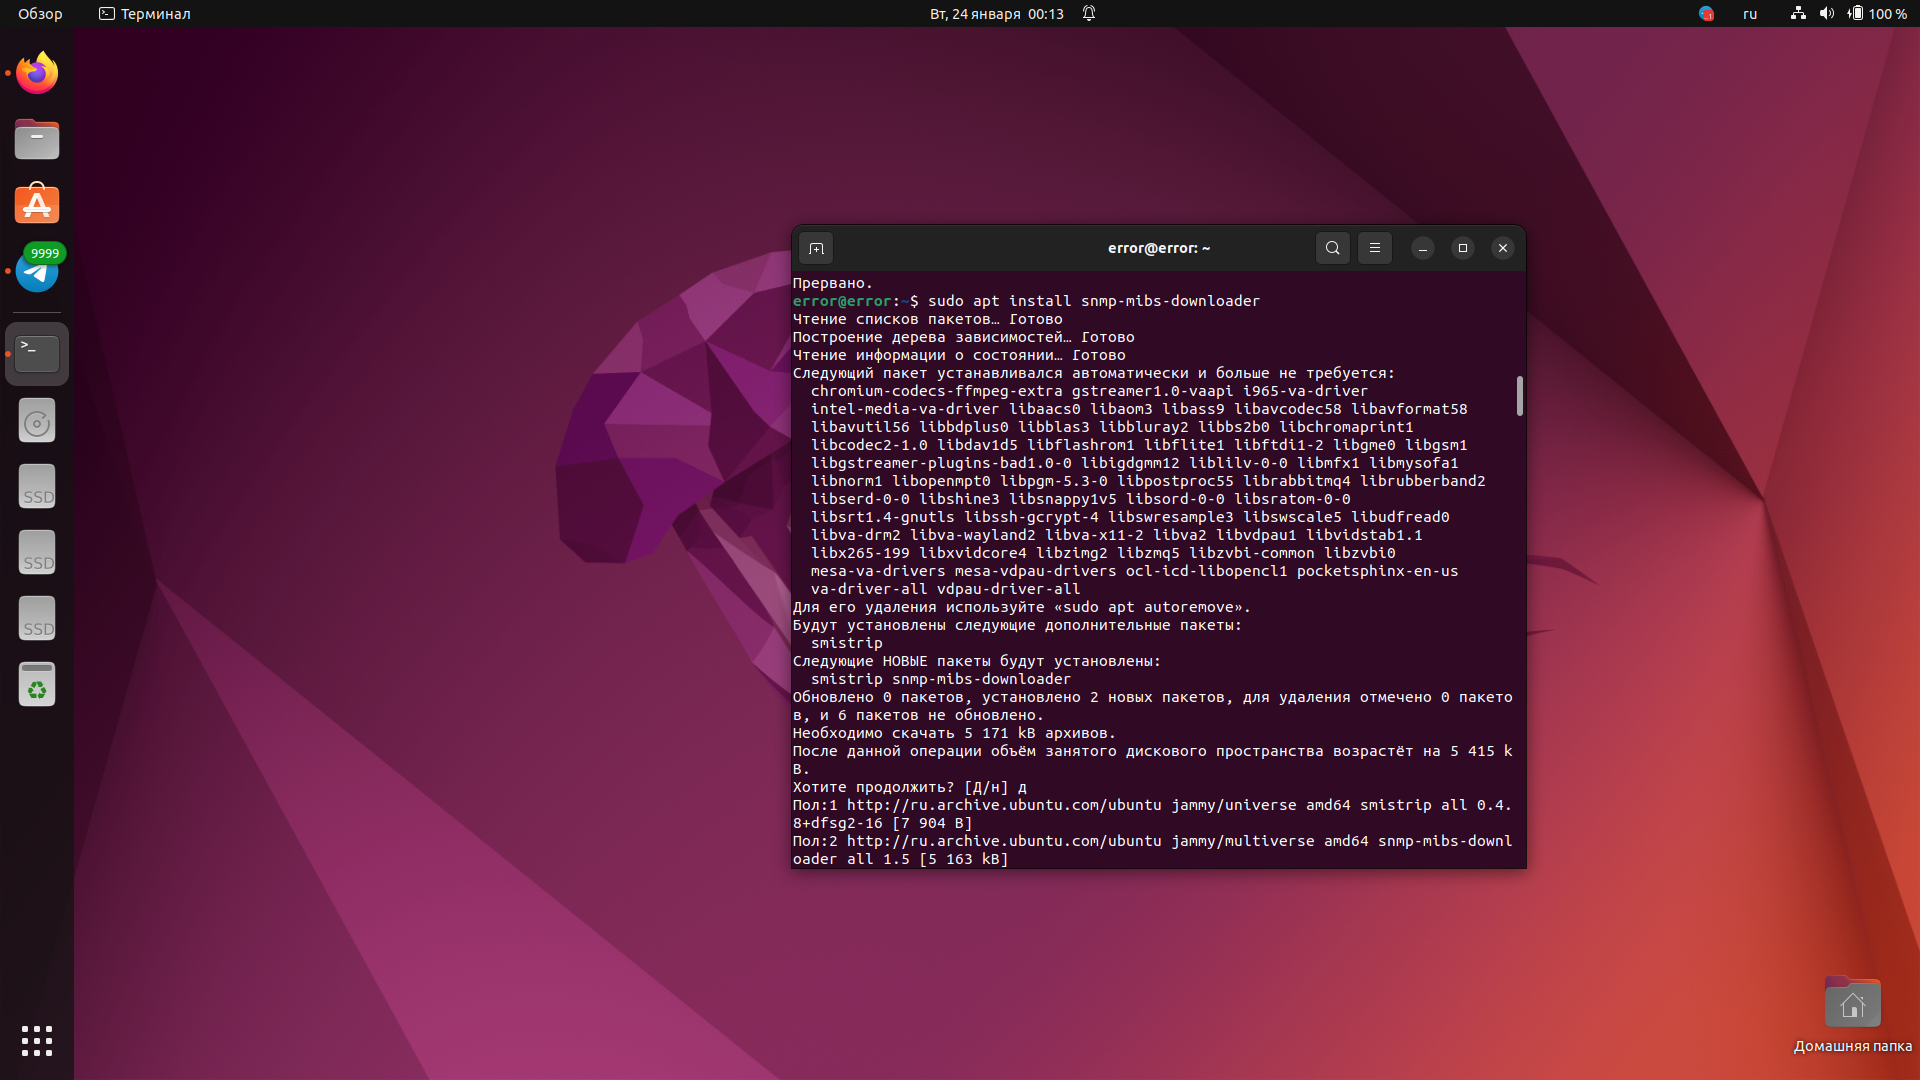 Обзор
Терминал
Вт, 24 января 00:13
ru
100 %
9999
SSD
SSD
SSD
error@error: ~
Прервано.
error@error:~$ sudo apt install snmp-mibs-downloader
Чтение списков пакетов… Готово
Построение дерева зависимостей… Готово
Чтение информации о состоянии… Готово
Следующий пакет устанавливался автоматически и больше не требуется:
chromium-codecs-ffmpeg-extra gstreamer1.0-vaapi i965-va-driver
intel-media-va-driver libaacs0 libaom3 libass9 libavcodec58 libavformat58
libavutil56 libbdplus0 libblas3 libbluray2 libbs2b0 libchromaprint1
libcodec2-1.0 libdav1d5 libflashrom1 libflite1 libftdi1-2 libgme0 libgsm1
libgstreamer-plugins-bad1.0-0 libigdgmm12 liblilv-0-0 libmfx1 libmysofa1
libnorm1 libopenmpt0 libpgm-5.3-0 libpostproc55 librabbitmq4 librubberband2
libserd-0-0 libshine3 libsnappy1v5 libsord-0-0 libsratom-0-0
libsrt1.4-gnutls libssh-gcrypt-4 libswresample3 libswscale5 libudfread0
libva-drm2 libva-wayland2 libva-x11-2 libva2 libvdpau1 libvidstab1.1
libx265-199 libxvidcore4 libzimg2 libzmq5 libzvbi-common libzvbi0
mesa-va-drivers mesa-vdpau-drivers ocl-icd-libopencl1 pocketsphinx-en-us
va-driver-all vdpau-driver-all
Для его удаления используйте «sudo apt autoremove».
Будут установлены следующие дополнительные пакеты:
smistrip
Следующие НОВЫЕ пакеты будут установлены:
smistrip snmp-mibs-downloader
Обновлено 0 пакетов, установлено 2 новых пакетов, для удаления отмечено 0 пакето
в, и 6 пакетов не обновлено.
Необходимо скачать 5 171 kB архивов.
После данной операции объём занятого дискового пространства возрастёт на 5 415 k
B.
Хотите продолжить? [Д/н] д
Пол:1 http://ru.archive.ubuntu.com/ubuntu jammy/universe amd64 smistrip all 0.4.
8+dfsg2-16 [7 904 B]
Пол:2 http://ru.archive.ubuntu.com/ubuntu jammy/multiverse amd64 snmp-mibs-downl
oader all 1.5 [5 163 kB]
Домашняя папка